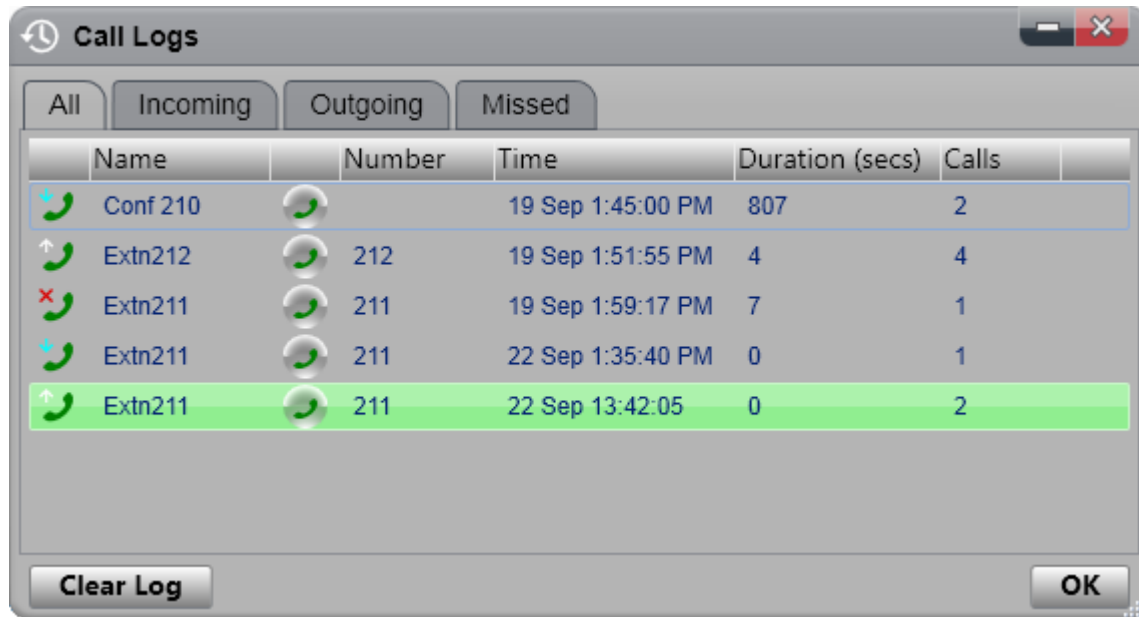 Call Logs
All Incoming Outgoing Missed
Name Number Time Duration (secs) Calls
Conf 210 19 Sep 1:45:00 PM 807 2
Extn212 212 19 Sep 1:51:55 PM 4 4
Extn211 211 19 Sep 1:59:17 PM 7 1
Extn211 211 22 Sep 1:35:40 PM 0 1
Extn211 211 22 Sep 13:42:05 0 2
Clear Log OK